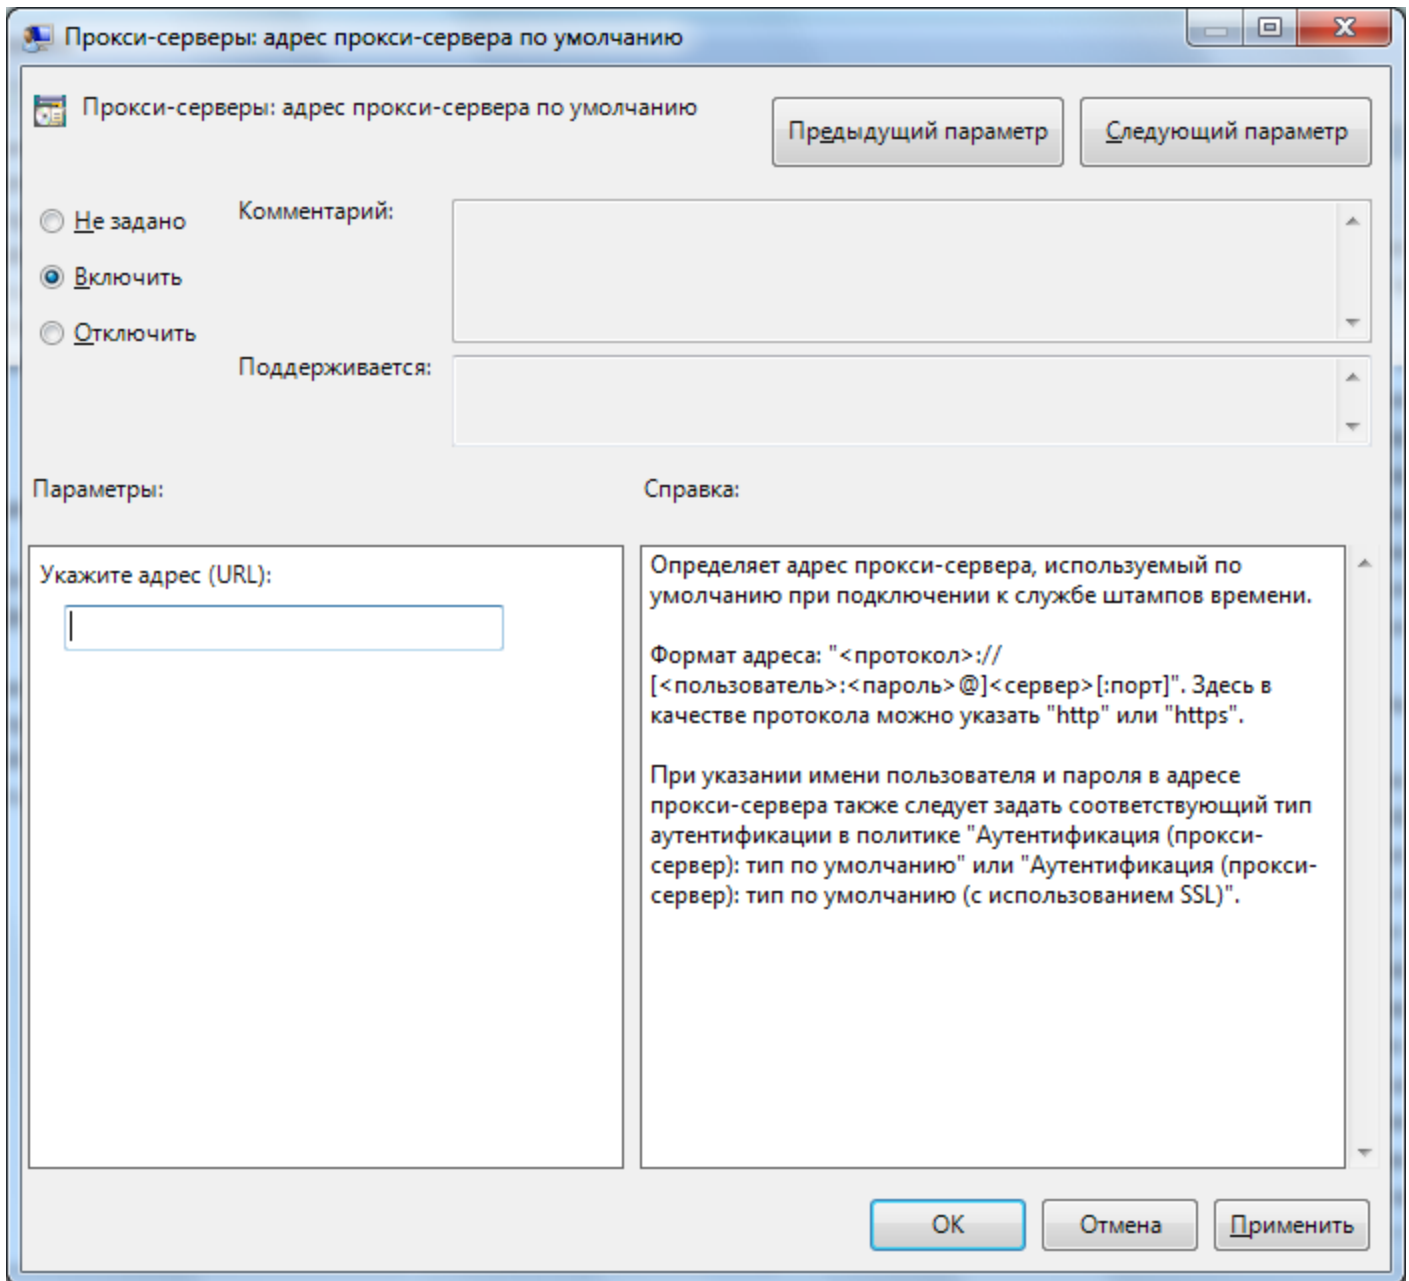 Прокси-серверы: адрес прокси-сервера по умолчанию
Прокси-серверы: адрес прокси-сервера по умолчанию
Предыдущий параметр
Следующий параметр
Не задано
Комментарий:
Включить
Отключить
Поддерживается:
Параметры:
Справка:
Укажите адрес (URL):
Определяет адрес прокси-сервера, используемый по
умолчанию при подключении к службе штампов времени.
Формат адреса: "<протокол>://
[<пользователь>:<пароль>@]<сервер>[:порт]". Здесь в
качестве протокола можно указать "http" или "https".
При указании имени пользователя и пароля в адресе
прокси-сервера также следует задать соответствующий тип
аутентификации в политике "Аутентификация (прокси-
сервер): тип по умолчанию" или "Аутентификация (прокси-
сервер): тип по умолчанию (с использованием SSL)".
OK
Отмена
Применить